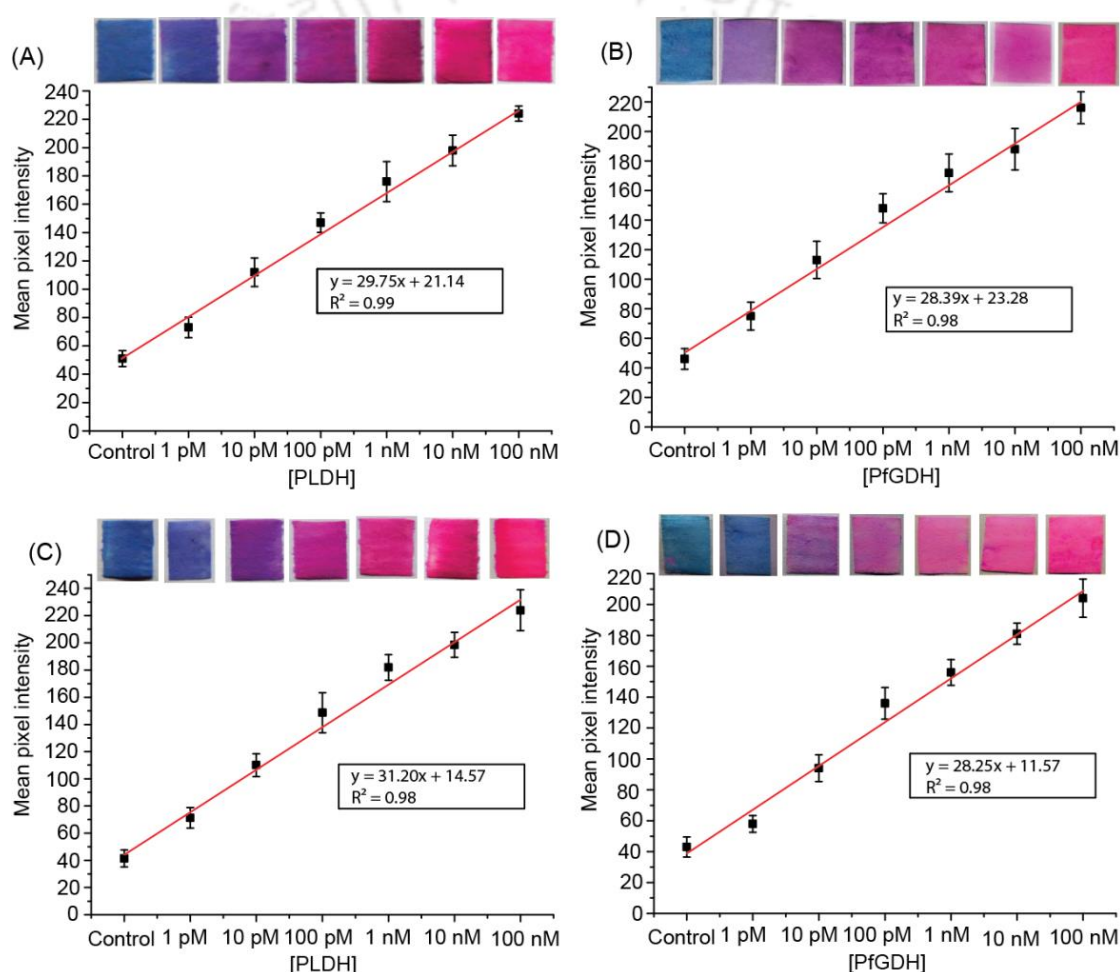 (A)
240
220
200
180
160
140
120
100
80
60
40
20
0
Mean pixel intensity
y = 29.75x + 21.14
R² = 0.99
Control 1 pM 10 pM 100 pM 1 nM 10 nM 100 nM
[PLDH]
(B)
220
200
180
160
140
120
100
80
60
40
20
0
Mean pixel intensity
y = 28.39x + 23.28
R² = 0.98
Control 1 pM 10 pM 100 pM 1 nM 10 nM 100 nM
[PfGDH]
(C)
240
220
200
180
160
140
120
100
80
60
40
20
0
Mean pixel intensity
y = 31.20x + 14.57
R² = 0.98
Control 1 pM 10 pM 100 pM 1 nM 10 nM 100 nM
[PLDH]
(D)
220
200
180
160
140
120
100
80
60
40
20
0
Mean pixel intensity
y = 28.25x + 11.57
R² = 0.98
Control 1 pM 10 pM 100 pM 1 nM 10 nM 100 nM
[PfGDH]